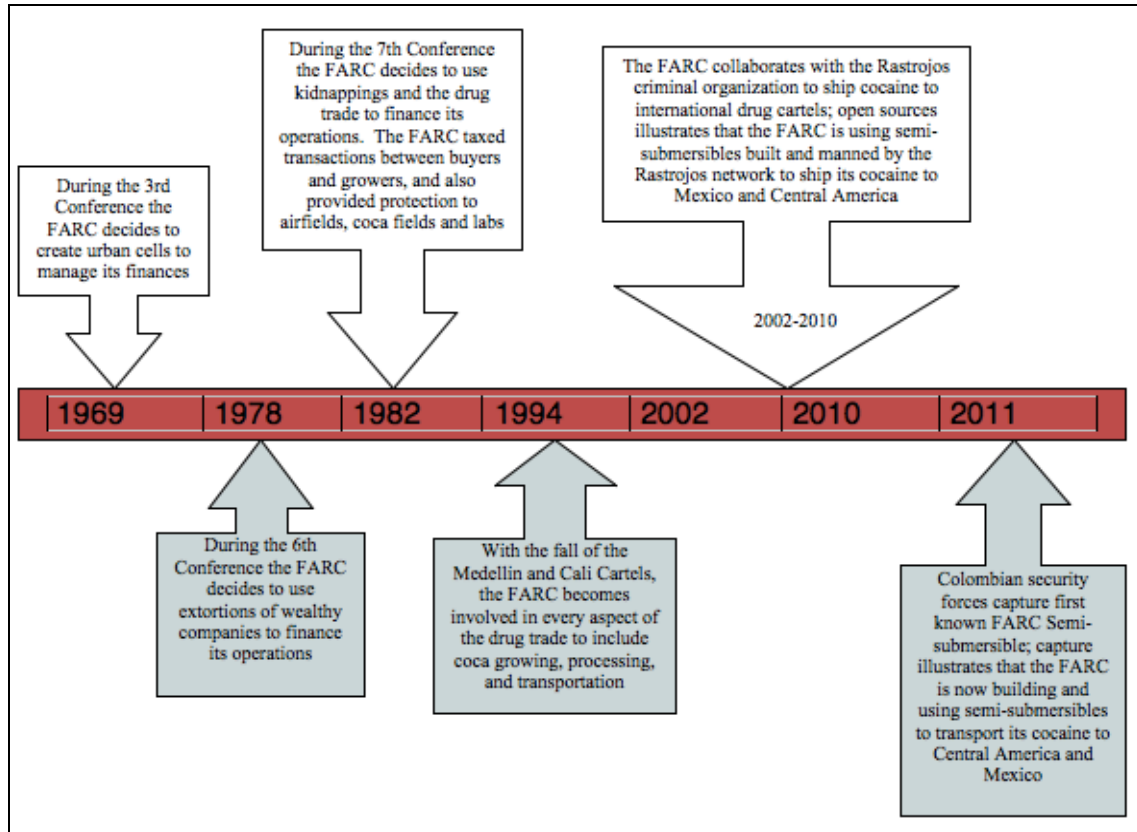 During the 7th Conference
the FARC decides to use
kidnappings and the drug
trade to finance its
operations.  The FARC taxed
transactions between buyers
and growers, and also
provided protection to
airfields, coca fields and labs
The FARC collaborates with the Rastrojos
criminal organization to ship cocaine to
international drug cartels; open sources
illustrates that the FARC is using semi-
submersibles built and manned by the
Rastrojos network to ship its cocaine to
Mexico and Central America
During the 3rd
Conference the
FARC decides to
create urban cells to
manage its finances
2002-2010
1969
1978
1982
1994
2002
2010
2011
During the 6th
Conference the FARC
decides to use
extortions of wealthy
companies to finance
its operations
With the fall of the
Medellin and Cali Cartels,
the FARC becomes
involved in every aspect of
the drug trade to include
coca growing, processing,
and transportation
Colombian security
forces capture first
known FARC Semi-
submersible; capture
illustrates that the FARC
is now building and
using semi-submersibles
to transport its cocaine to
Central America and
Mexico